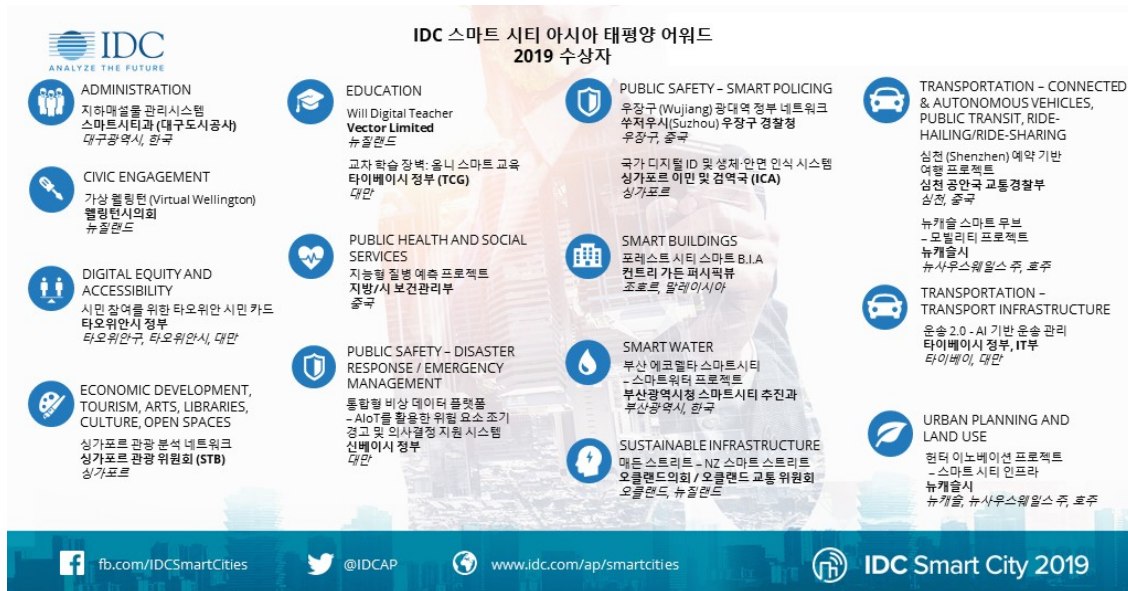 IDC
ANALYZE THE FUTURE
IDC 스마트 시티 아시아 태평양 어워드
2019 수상자
ADMINISTRATION
지하매설물 관리시스템
스마트시티과 (대구도시공사)
대구광역시, 한국
CIVIC ENGAGEMENT
가상 웰링턴 (Virtual Wellington)
웰링턴시의회
뉴질랜드
DIGITAL EQUITY AND
ACCESSIBILITY
시민 참여를 위한 타오위안 시민 카드
타오위안시 정부
타오위안구, 타오위안시, 대만
ECONOMIC DEVELOPMENT,
TOURISM, ARTS, LIBRARIES,
CULTURE, OPEN SPACES
싱가포르 관광 분석 네트워크
싱가포르 관광 위원회 (STB)
싱가포르
EDUCATION
Will Digital Teacher
Vector Limited
뉴질랜드
교차 학습 장벽: 옴니 스마트 교육
타이베이시 정부 (TCG)
대만
PUBLIC HEALTH AND SOCIAL
SERVICES
지능형 질병 예측 프로젝트
지방/시 보건관리부
중국
PUBLIC SAFETY – DISASTER
RESPONSE / EMERGENCY
MANAGEMENT
통합형 비상 데이터 플랫폼
– AIoT를 활용한 위험 요소 조기
경고 및 의사결정 지원 시스템
신베이시 정부
대만
PUBLIC SAFETY – SMART POLICING
우장구 (Wujiang) 광대역 정부 네트워크
쑤저우시(Suzhou) 우장구 경찰청
우장구, 중국
국가 디지털 ID 및 생체·안면 인식 시스템
싱가포르 이민 및 검역국 (ICA)
싱가포르
SMART BUILDINGS
포레스트 시티 스마트 B.I.A
컨트리 가든 퍼시픽뷰
조호르, 말레이시아
SMART WATER
부산 에코델타 스마트시티
– 스마트워터 프로젝트
부산광역시청 스마트시티 추진과
부산광역시, 한국
SUSTAINABLE INFRASTRUCTURE
매든 스트리트 – NZ 스마트 스트리트
오클랜드의회 / 오클랜드 교통 위원회
오클랜드, 뉴질랜드
TRANSPORTATION – CONNECTED
& AUTONOMOUS VEHICLES,
PUBLIC TRANSIT, RIDE-
HAILING/RIDE-SHARING
심천 (Shenzhen) 예약 기반
여행 프로젝트
심천 공안국 교통경찰부
심천, 중국
뉴캐슬 스마트 무브
– 모빌리티 프로젝트
뉴캐슬시
뉴사우스웨일스 주, 호주
TRANSPORTATION –
TRANSPORT INFRASTRUCTURE
운송 2.0 - AI 기반 운송 관리
타이베이시 정부, IT부
타이베이, 대만
URBAN PLANNING AND
LAND USE
헌터 이노베이션 프로젝트
– 스마트 시티 인프라
뉴캐슬시
뉴캐슬, 뉴사우스웨일스 주, 호주
fb.com/IDCSmartCities
@IDCAP
www.idc.com/ap/smartcities
IDC Smart City 2019